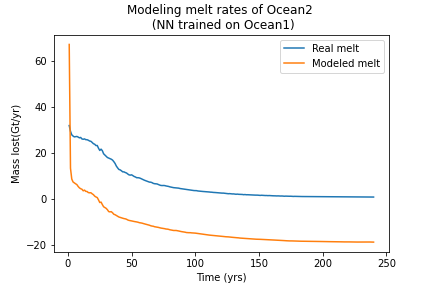 Modeling melt rates of Ocean2
(NN trained on Ocean1)
Real melt
Modeled melt
Mass lost(Gt/yr)
60
40
20
0
−20
0
50
100
150
200
250
Time (yrs)